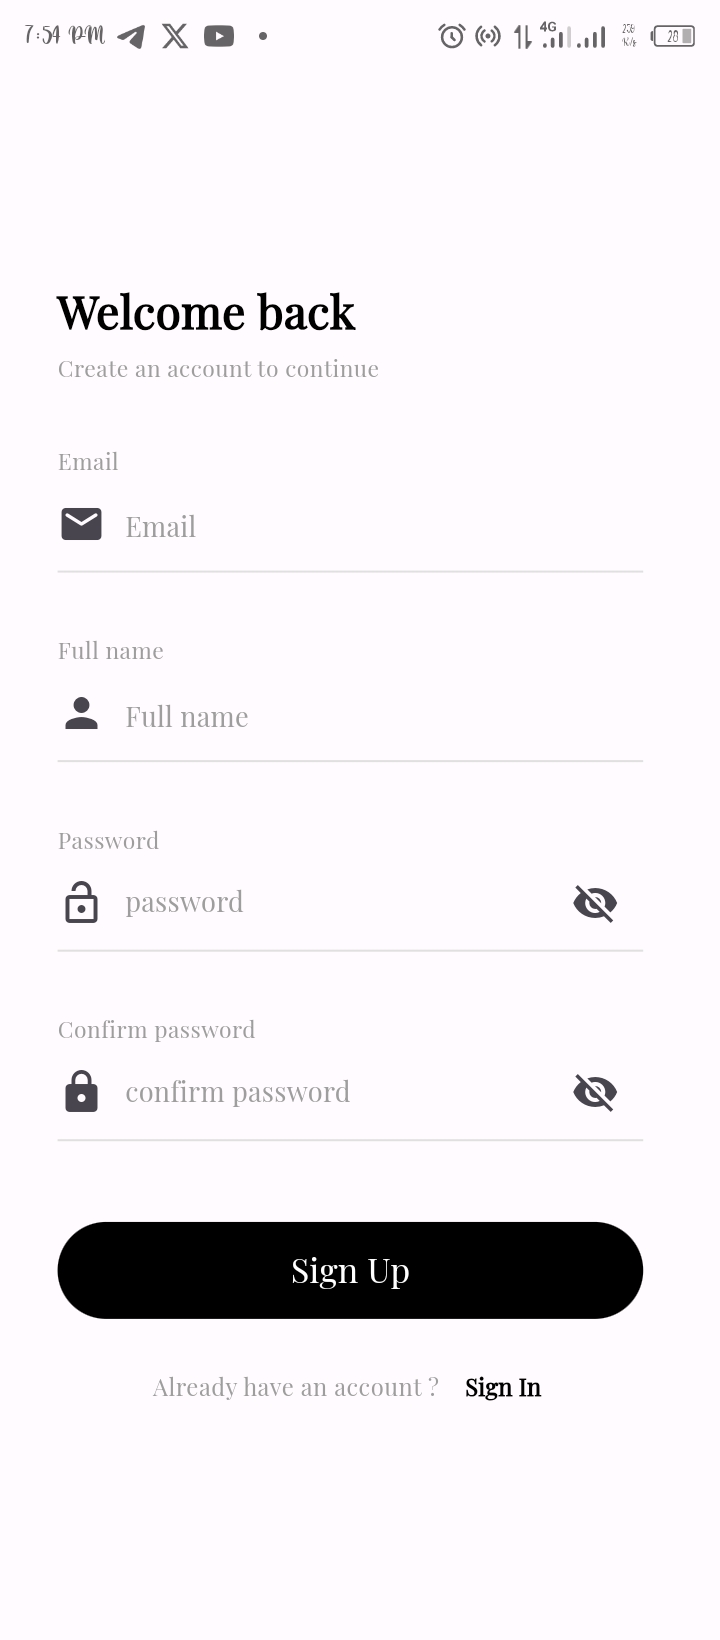 7:54 PM
4G
28
Welcome back
Create an account to continue
Email
Email
Full name
Full name
Password
password
Confirm password
confirm password
Sign Up
Already have an account ? Sign In